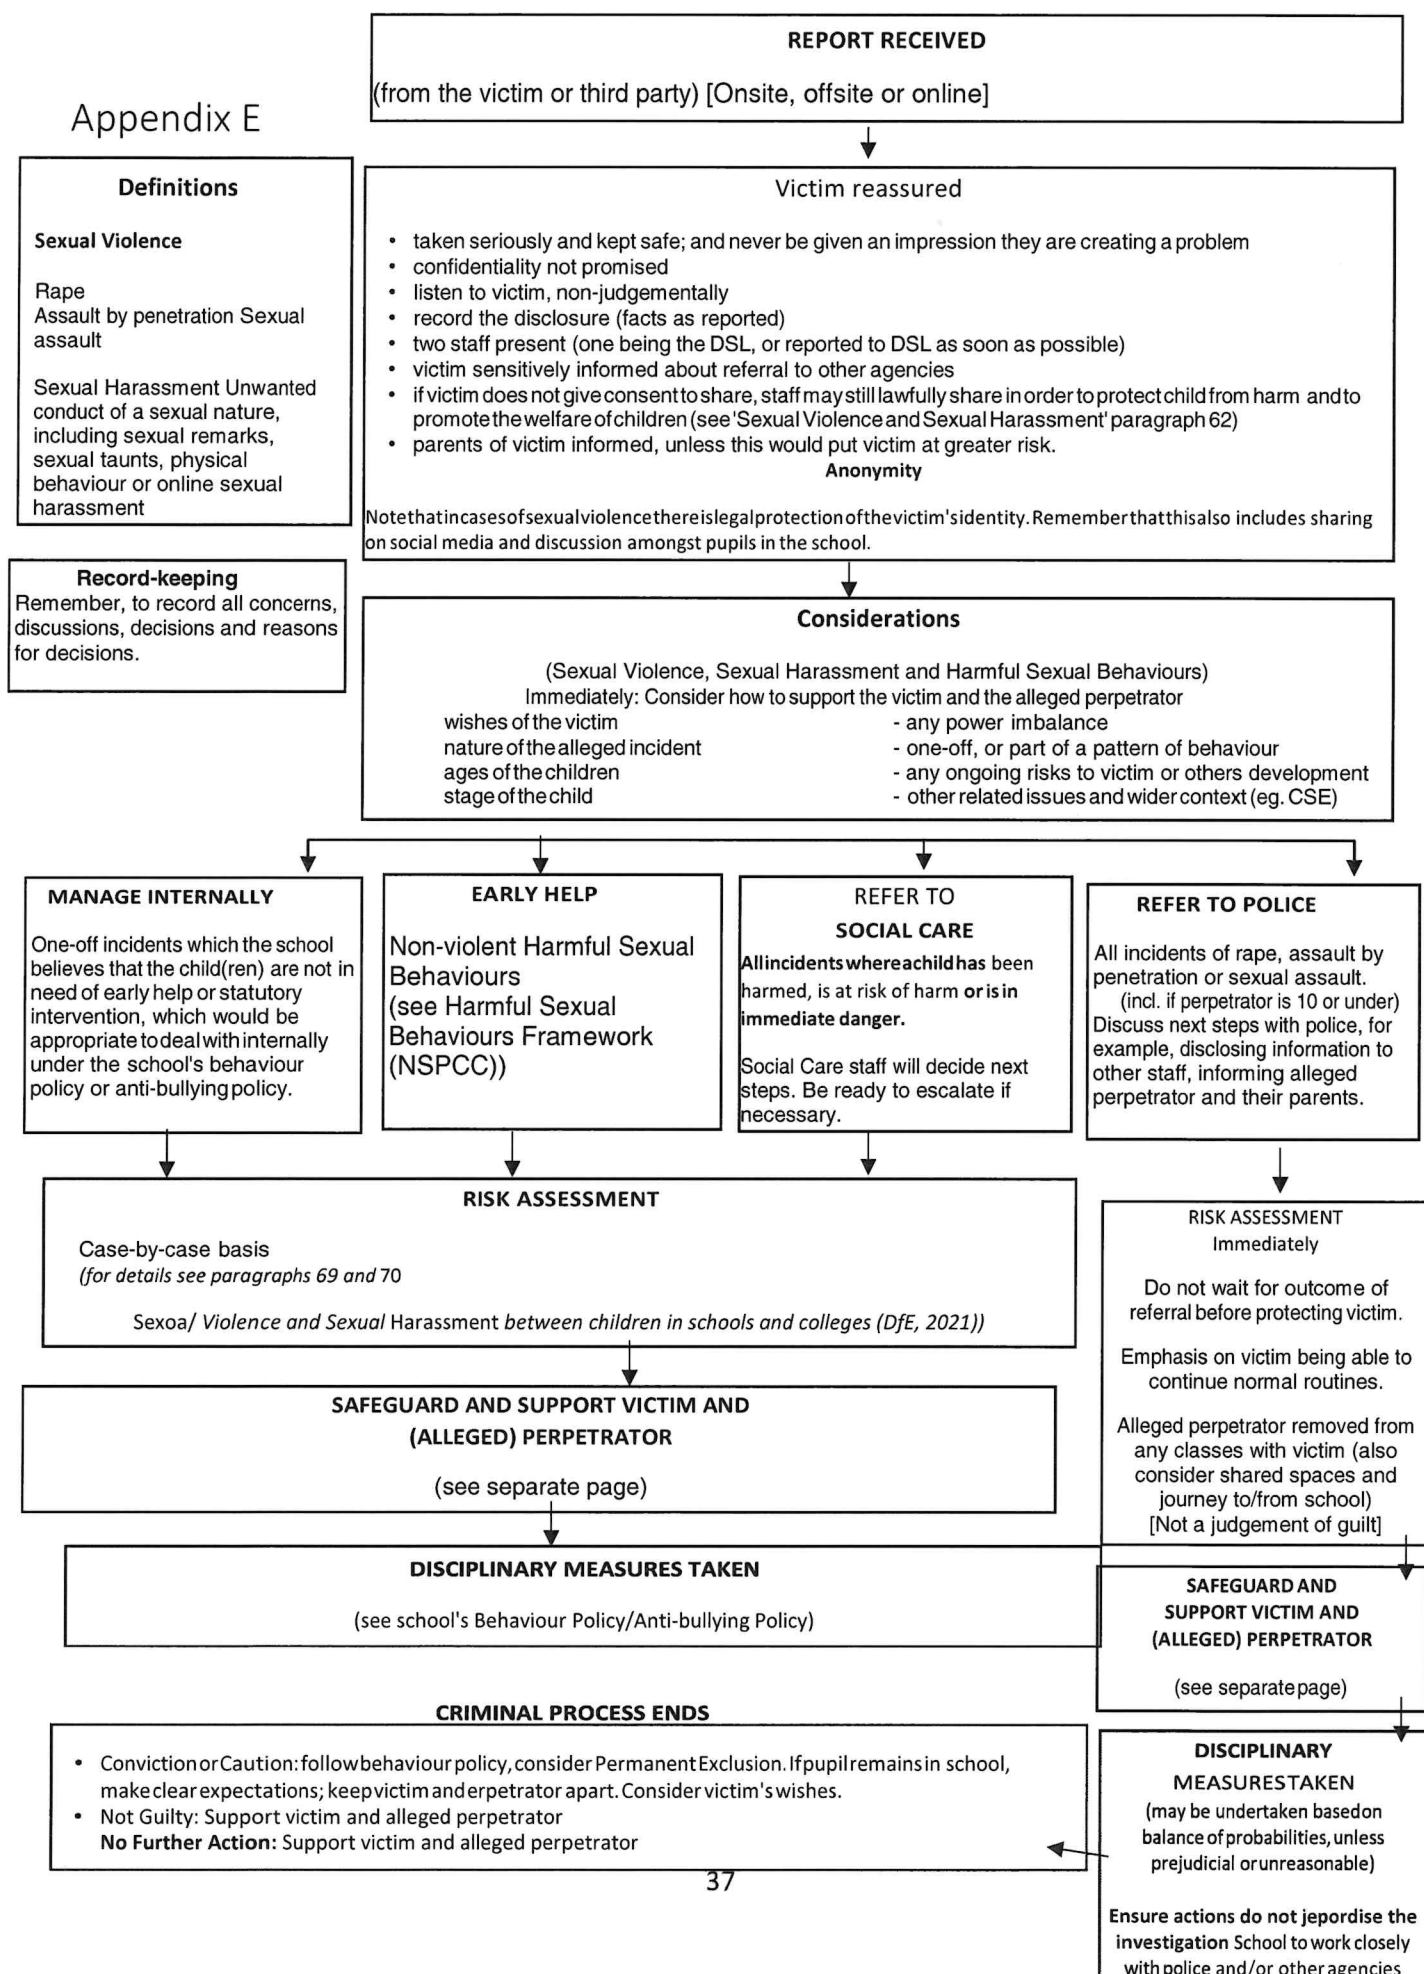 Appendix E
REPORT RECEIVED
(from the victim or third party) [Onsite, offsite or online]
Definitions
Sexual Violence
Rape
Assault by penetration Sexual
assault
Sexual Harassment Unwanted
conduct of a sexual nature,
including sexual remarks,
sexual taunts, physical
behaviour or online sexual
harassment
Record-keeping
Remember, to record all concerns,
discussions, decisions and reasons
for decisions.
Victim reassured
• taken seriously and kept safe; and never be given an impression they are creating a problem
• confidentiality not promised
• listen to victim, non-judgementally
• record the disclosure (facts as reported)
• two staff present (one being the DSL, or reported to DSL as soon as possible)
• victim sensitively informed about referral to other agencies
• if victim does not give consent to share, staff may still lawfully share in order to protect child from harm and to
promote the welfare of children (see 'Sexual Violence and Sexual Harassment' paragraph 62)
• parents of victim informed, unless this would put victim at greater risk.
Anonymity
Note that in cases of sexual violence there is legal protection of the victim's identity. Remember that this also includes sharing
on social media and discussion amongst pupils in the school.
Considerations
(Sexual Violence, Sexual Harassment and Harmful Sexual Behaviours)
Immediately: Consider how to support the victim and the alleged perpetrator
wishes of the victim - any power imbalance
nature of the alleged incident - one-off, or part of a pattern of behaviour
ages of the children - any ongoing risks to victim or others development
stage of the child - other related issues and wider context (eg. CSE)
MANAGE INTERNALLY
One-off incidents which the school
believes that the child(ren) are not in
need of early help or statutory
intervention, which would be
appropriate to deal with internally
under the school's behaviour
policy or anti-bullying policy.
EARLY HELP
Non-violent Harmful Sexual
Behaviours
(see Harmful Sexual
Behaviours Framework
(NSPCC))
REFER TO
SOCIAL CARE
All incidents where a child has been
harmed, is at risk of harm or is in
immediate danger.
Social Care staff will decide next
steps. Be ready to escalate if
necessary.
REFER TO POLICE
All incidents of rape, assault by
penetration or sexual assault.
(incl. if perpetrator is 10 or under)
Discuss next steps with police, for
example, disclosing information to
other staff, informing alleged
perpetrator and their parents.
RISK ASSESSMENT
Case-by-case basis
(for details see paragraphs 69 and 70
Sexoa/ Violence and Sexual Harassment between children in schools and colleges (DfE, 2021))
SAFEGUARD AND SUPPORT VICTIM AND
(ALLEGED) PERPETRATOR
(see separate page)
DISCIPLINARY MEASURES TAKEN
(see school's Behaviour Policy/Anti-bullying Policy)
RISK ASSESSMENT
Immediately
Do not wait for outcome of
referral before protecting victim.
Emphasis on victim being able to
continue normal routines.
Alleged perpetrator removed from
any classes with victim (also
consider shared spaces and
journey to/from school)
[Not a judgement of guilt]
SAFEGUARD AND
SUPPORT VICTIM AND
(ALLEGED) PERPETRATOR
(see separate page)
DISCIPLINARY
MEASURES TAKEN
(may be undertaken based on
balance of probabilities, unless
prejudicial or unreasonable)
Ensure actions do not jepordise the
investigation School to work closely
with police and/or other agencies
CRIMINAL PROCESS ENDS
• Conviction or Caution: follow behaviour policy, consider Permanent Exclusion. If pupil remains in school,
make clear expectations; keep victim and erpetrator apart. Consider victim's wishes.
• Not Guilty: Support victim and alleged perpetrator
No Further Action: Support victim and alleged perpetrator
37